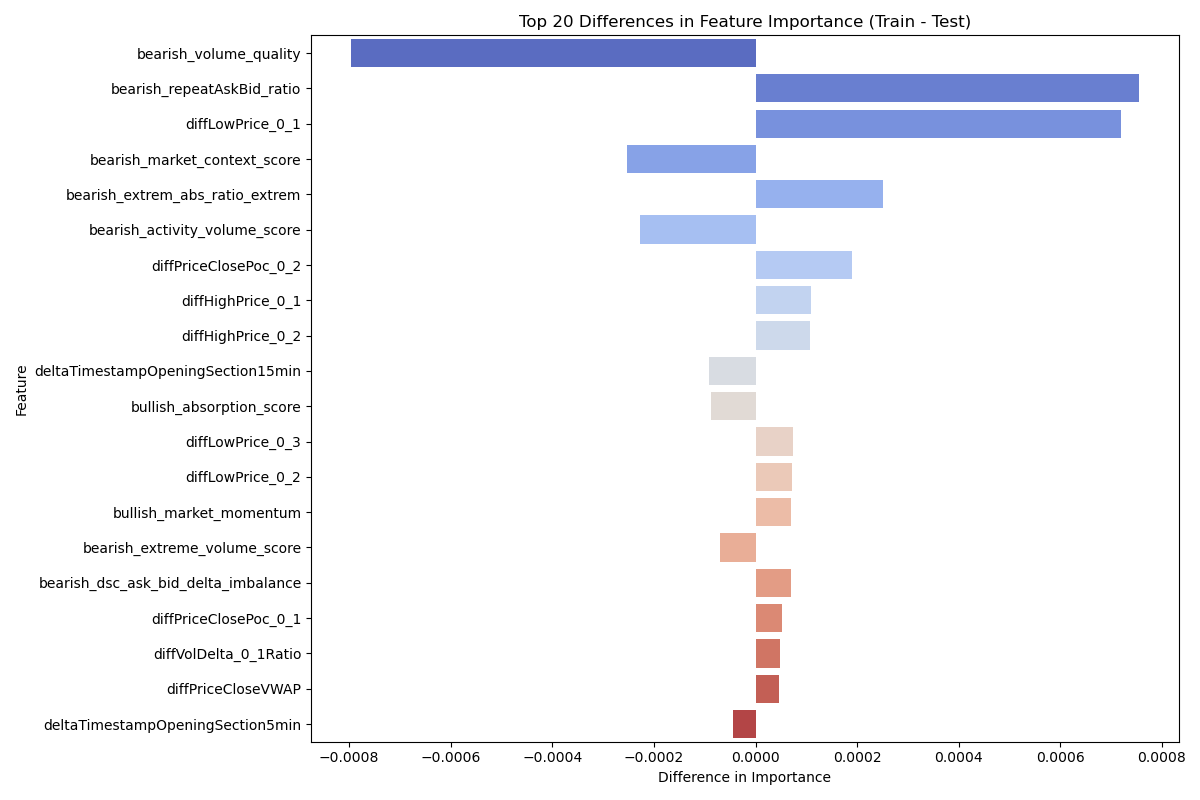 Top 20 Differences in Feature Importance (Train - Test)
bearish_volume_quality
bearish_repeatAskBid_ratio
diffLowPrice_0_1
bearish_market_context_score
bearish_extrem_abs_ratio_extrem
bearish_activity_volume_score
diffPriceClosePoc_0_2
diffHighPrice_0_1
diffHighPrice_0_2
deltaTimestampOpeningSection15min
bullish_absorption_score
diffLowPrice_0_3
diffLowPrice_0_2
bullish_market_momentum
bearish_extreme_volume_score
bearish_dsc_ask_bid_delta_imbalance
diffPriceClosePoc_0_1
diffVolDelta_0_1Ratio
diffPriceCloseVWAP
deltaTimestampOpeningSection5min
Feature
−0.0008 −0.0006 −0.0004 −0.0002 0.0000 0.0002 0.0004 0.0006 0.0008
Difference in Importance